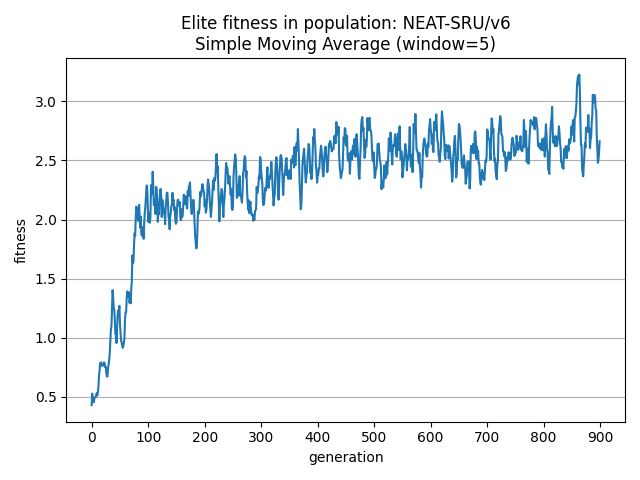 Elite fitness in population: NEAT-SRU/v6
Simple Moving Average (window=5)
fitness
3.0
2.5
2.0
1.5
1.0
0.5
0 100 200 300 400 500 600 700 800 900
generation